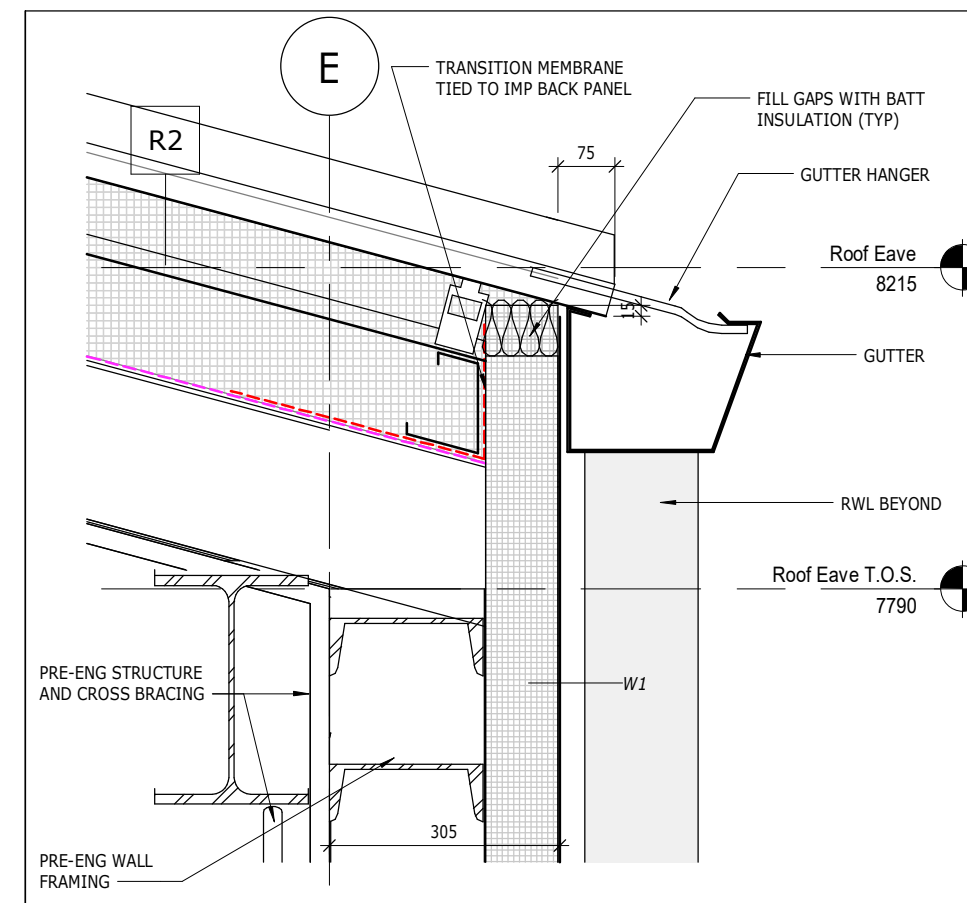 E
TRANSITION MEMBRANE
TIED TO IMP BACK PANEL
FILL GAPS WITH BATT
INSULATION (TYP)
R2
75
GUTTER HANGER
Roof Eave
8215
15
GUTTER
RWL BEYOND
Roof Eave T.O.S.
7790
PRE-ENG STRUCTURE
AND CROSS BRACING
W1
305
PRE-ENG WALL
FRAMING